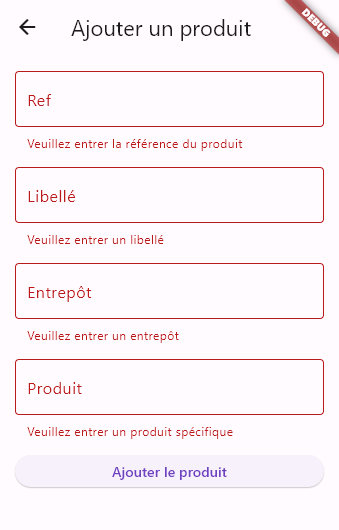 Ajouter un produit
DEBUG
Ref
Veuillez entrer la référence du produit
Libellé
Veuillez entrer un libellé
Entrepôt
Veuillez entrer un entrepôt
Produit
Veuillez entrer un produit spécifique
Ajouter le produit